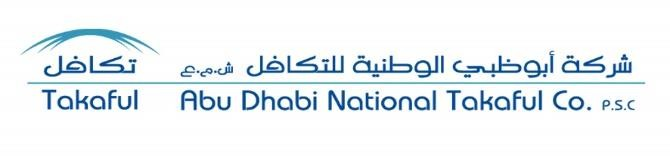 تكافل
Takaful
شركة أبوظبي الوطنية للتكافل ش.م.ع
Abu Dhabi National Takaful Co. P.S.C